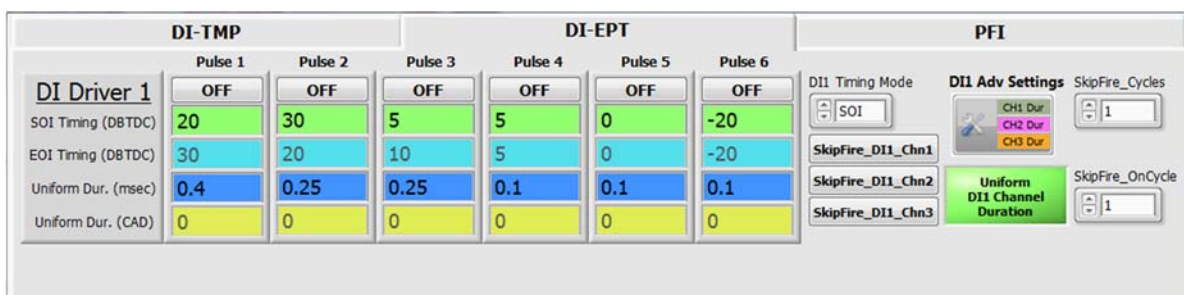 DI-TMP DI-EPT PFI
Pulse 1 Pulse 2 Pulse 3 Pulse 4 Pulse 5 Pulse 6
DI Driver 1 OFF OFF OFF OFF OFF OFF
SOI Timing (DBTDC) 20 30 5 5 0 -20
EOI Timing (DBTDC) 30 20 10 5 0 -20
Uniform Dur. (msec) 0.4 0.25 0.25 0.1 0.1 0.1
Uniform Dur. (CAD) 0 0 0 0 0 0
DI1 Timing Mode
SOI
SkipFire_DI1_Chn1
SkipFire_DI1_Chn2
SkipFire_DI1_Chn3
DI1 Adv Settings
CH1 Dur
CH2 Dur
CH3 Dur
Uniform
DI1 Channel
Duration
SkipFire_Cycles
1
SkipFire_OnCycle
1